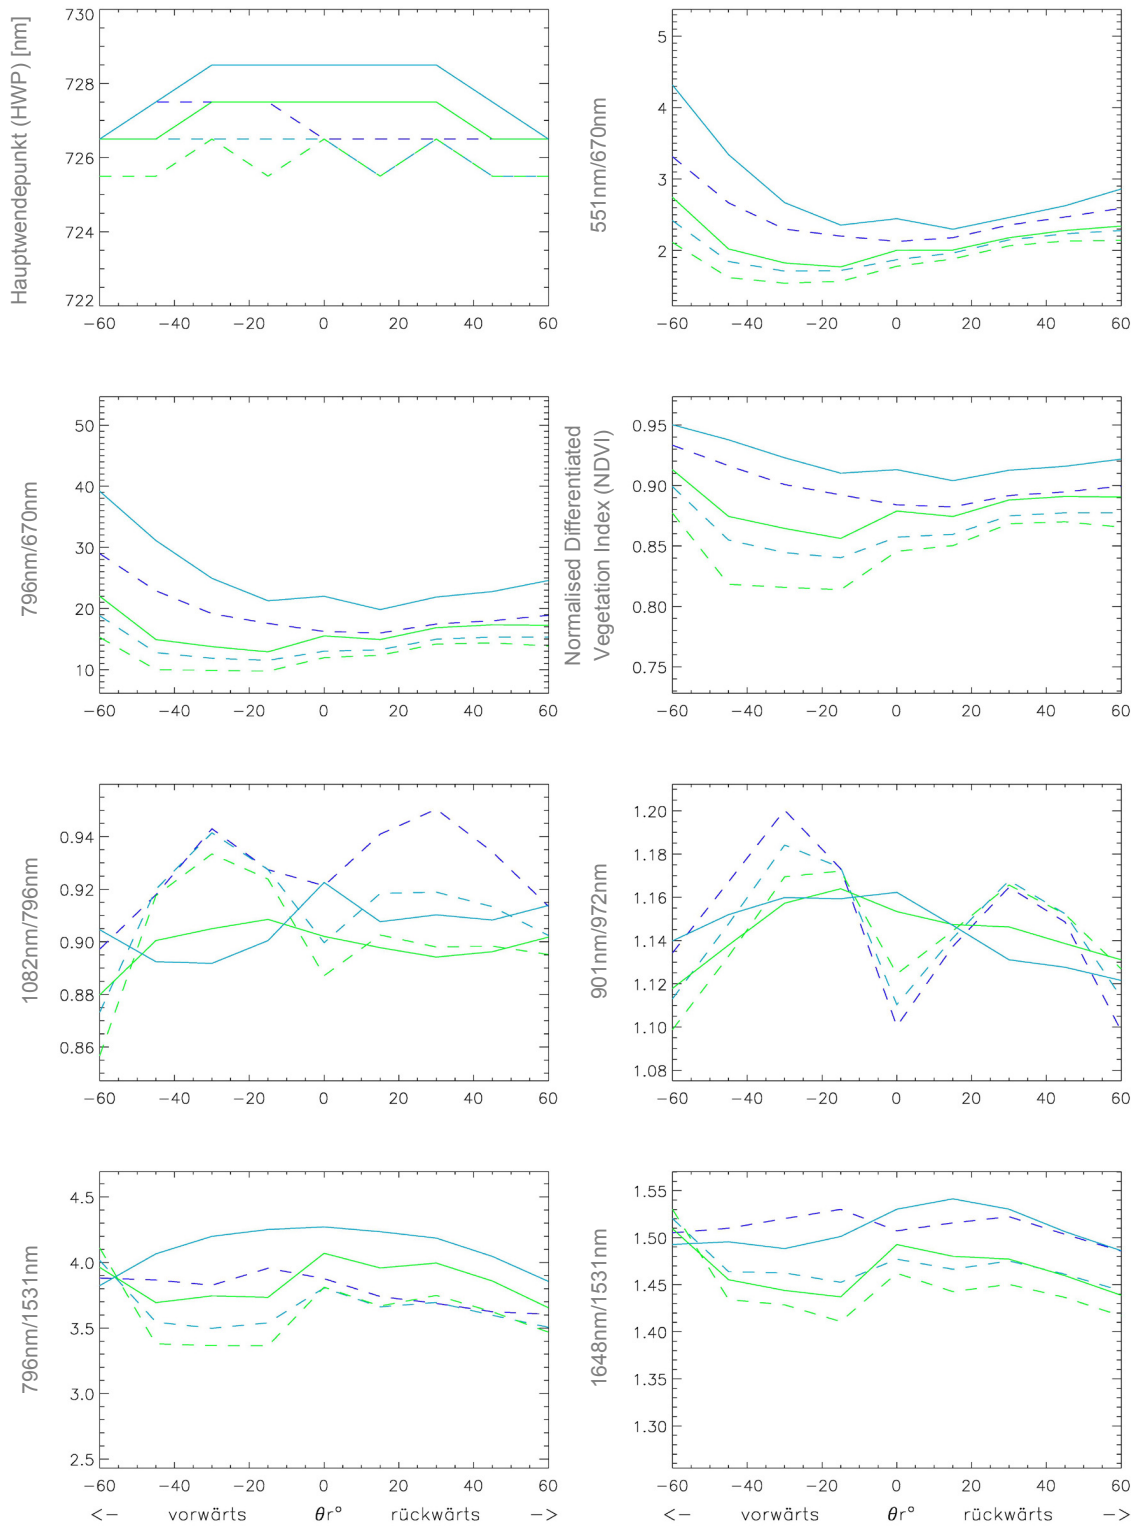 Hauptwendepunkt (HWP) [nm]
730
728
726
724
722
−60 −40 −20 0 20 40 60
551nm/670nm
5
4
3
2
−60 −40 −20 0 20 40 60
796nm/670nm
50
40
30
20
10
−60 −40 −20 0 20 40 60
Normalised Differentiated
Vegetation Index (NDVI)
0.95
0.90
0.85
0.80
0.75
−60 −40 −20 0 20 40 60
1082nm/796nm
0.94
0.92
0.90
0.88
0.86
−60 −40 −20 0 20 40 60
901nm/972nm
1.20
1.18
1.16
1.14
1.12
1.10
1.08
−60 −40 −20 0 20 40 60
796nm/1531nm
4.5
4.0
3.5
3.0
2.5
−60 −40 −20 0 20 40 60
<− vorwärts θr° rückwärts −>
1648nm/1531nm
1.55
1.50
1.45
1.40
1.35
1.30
−60 −40 −20 0 20 40 60
<− vorwärts θr° rückwärts −>